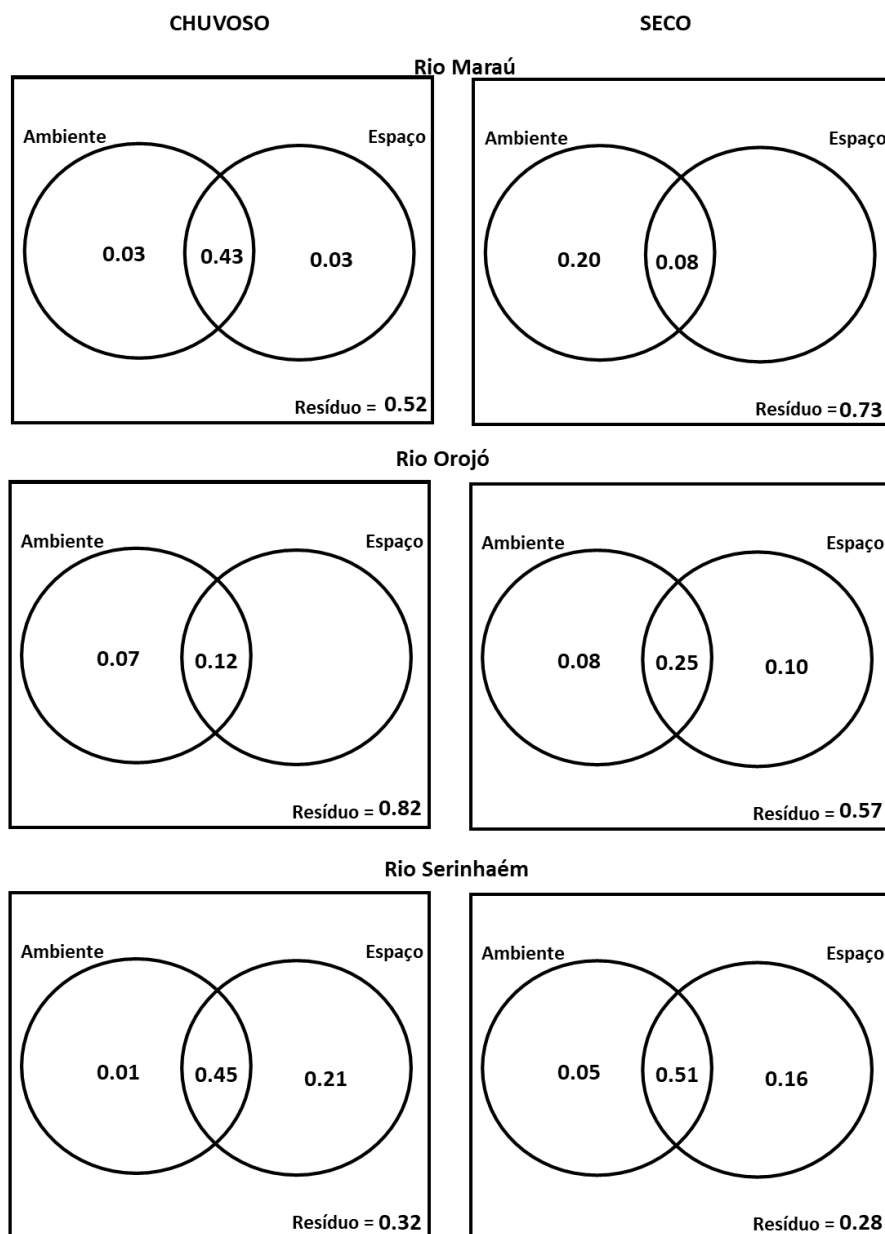 CHUVOSO SECO
Rio Maraú
Ambiente Espaço Ambiente Espaço
0.03 0.43 0.03 0.20 0.08
Resíduo = 0.52 Resíduo = 0.73
Rio Orojó
Ambiente Espaço Ambiente Espaço
0.07 0.12 0.08 0.25 0.10
Resíduo = 0.82 Resíduo = 0.57
Rio Serinhaém
Ambiente Espaço Ambiente Espaço
0.01 0.45 0.21 0.05 0.51 0.16
Resíduo = 0.32 Resíduo = 0.28